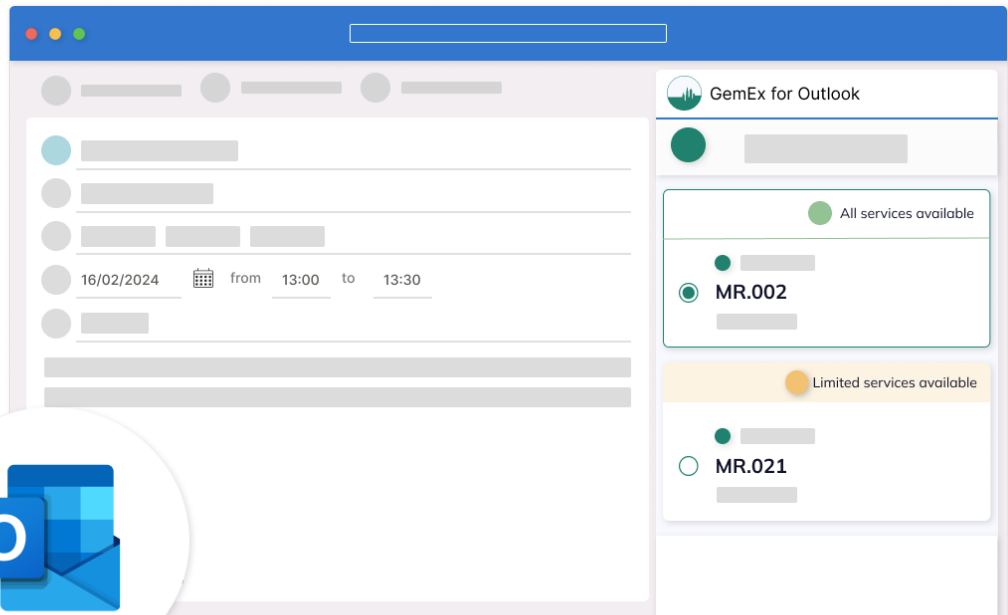 GemEx for Outlook
All services available
MR.002
16/02/2024 from 13:00 to 13:30
Limited services available
MR.021
O